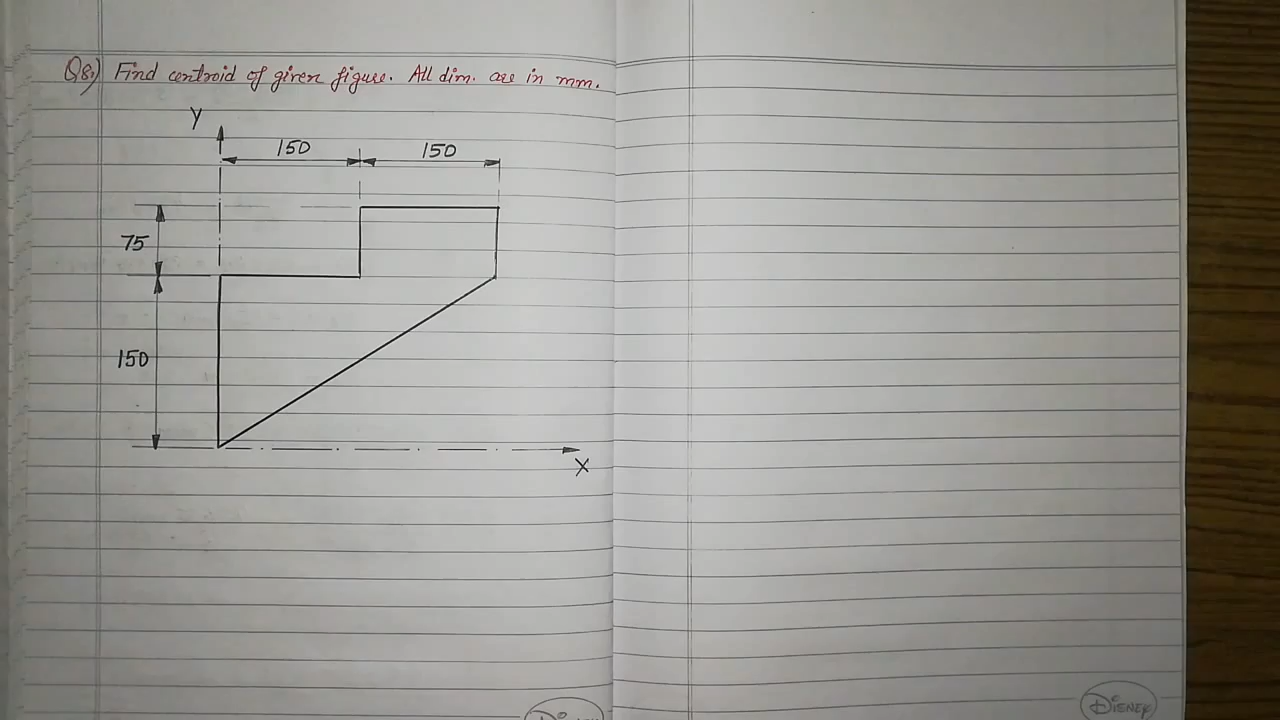 Q8.) Find centroid of given figure. All dim. are in mm.
Y
150 150
75
150
X
Disney